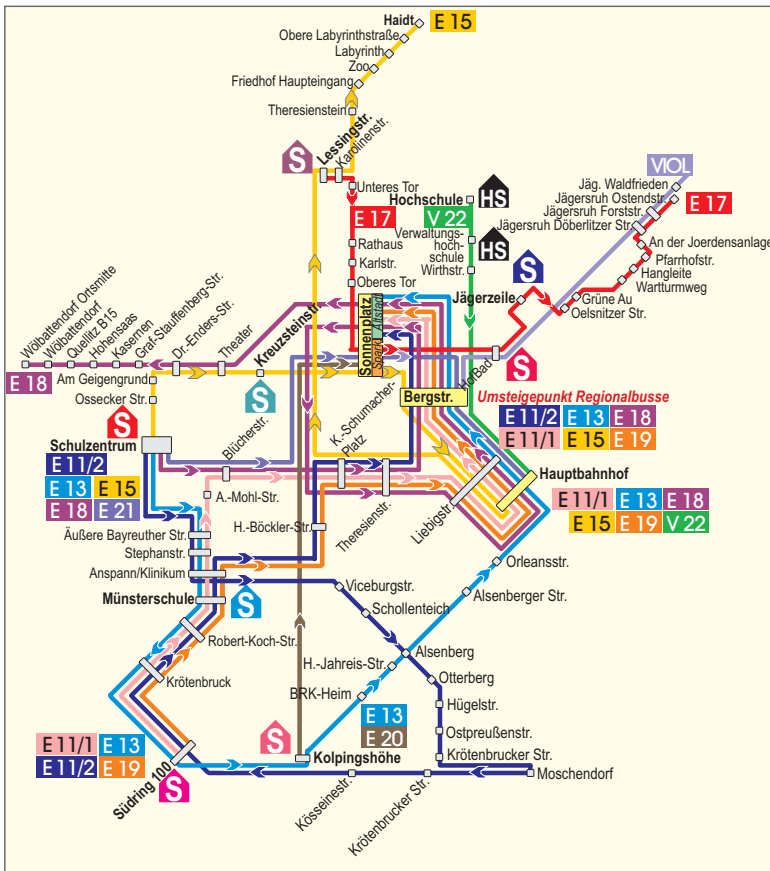 Haidt
E 15
Obere Labyrinthstraße
Labyrinth
Zoo
Friedhof Haupteingang
Theresienstein
S
Lessingstr.
Karolinenstr.
Unteres Tor
E 17
Rathaus
Karlstr.
Oberes Tor
Hochschule
HS
V 22
Verwaltungs-
hoch-
schule
HS
Wirthstr.
VIOL
Jäg. Waldfrieden
Jägersruh Ostendstr.
Jägersruh Forststr.
Jägersruh Döberlitzer Str.
E 17
An der Joerdensanlage
Pfarrhofstr.
Hangleite
Wartturmweg
Grüne Au
Oelsnitzer Str.
S
Jägerzeile
HofBad
S
Sonnenplatz
Altstadt
Spark.
Wölbattendorf Ortsmitte
Wölbattendorf
Quellitz B15
Hohensaas
Kasernen
Graf-Stauffenberg-Str.
Dr.-Enders-Str.
Theater
Kreuzsteinstr.
S
E 18
Am Geigengrund
Ossecker Str.
S
Schulzentrum
E 11/2
E 13 E 15
E 18 E 21
Blücherstr.
A.-Mohl-Str.
K.-Schumacher-
Platz
Theresienstr.
H.-Böckler-Str.
Bergstr.
Umsteigepunkt Regionalbusse
E 11/2 E 13 E 18
E 11/1 E 15 E 19
Liebigstr.
Hauptbahnhof
E 11/1 E 13 E 18
E 15 E 19 V 22
Äußere Bayreuther Str.
Stephanstr.
Anspann/Klinikum
Münsterschule
S
Robert-Koch-Str.
Krötenbruck
Orleansstr.
Alsenberger Str.
Viceburgstr.
Schollenteich
Alsenberg
H.-Jahreis-Str.
BRK-Heim
Otterberg
Hügelstr.
Ostpreußenstr.
Krötenbrucker Str.
Moschendorf
E 13
E 20
S
Kolpingshöhe
E 11/1 E 13
E 11/2 E 19
Südring 100
S
Kösseinestr.
Krötenbrucker Str.